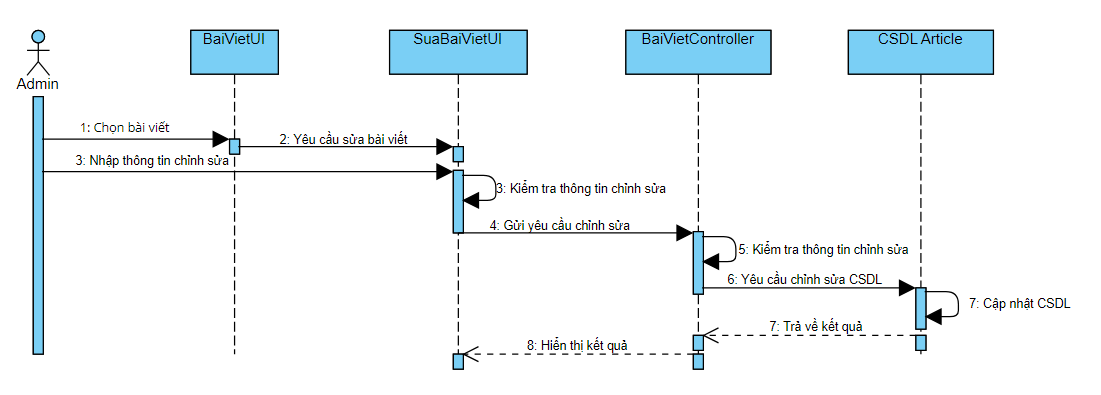 BaiVietUI
SuaBaiVietUI
BaiVietController
CSDL Article
Admin
1: Chọn bài viết
2: Yêu cầu sửa bài viết
3: Nhập thông tin chỉnh sửa
3: Kiểm tra thông tin chỉnh sửa
4: Gửi yêu cầu chỉnh sửa
5: Kiểm tra thông tin chỉnh sửa
6: Yêu cầu chỉnh sửa CSDL
7: Cập nhật CSDL
7: Trả về kết quả
8: Hiển thị kết quả